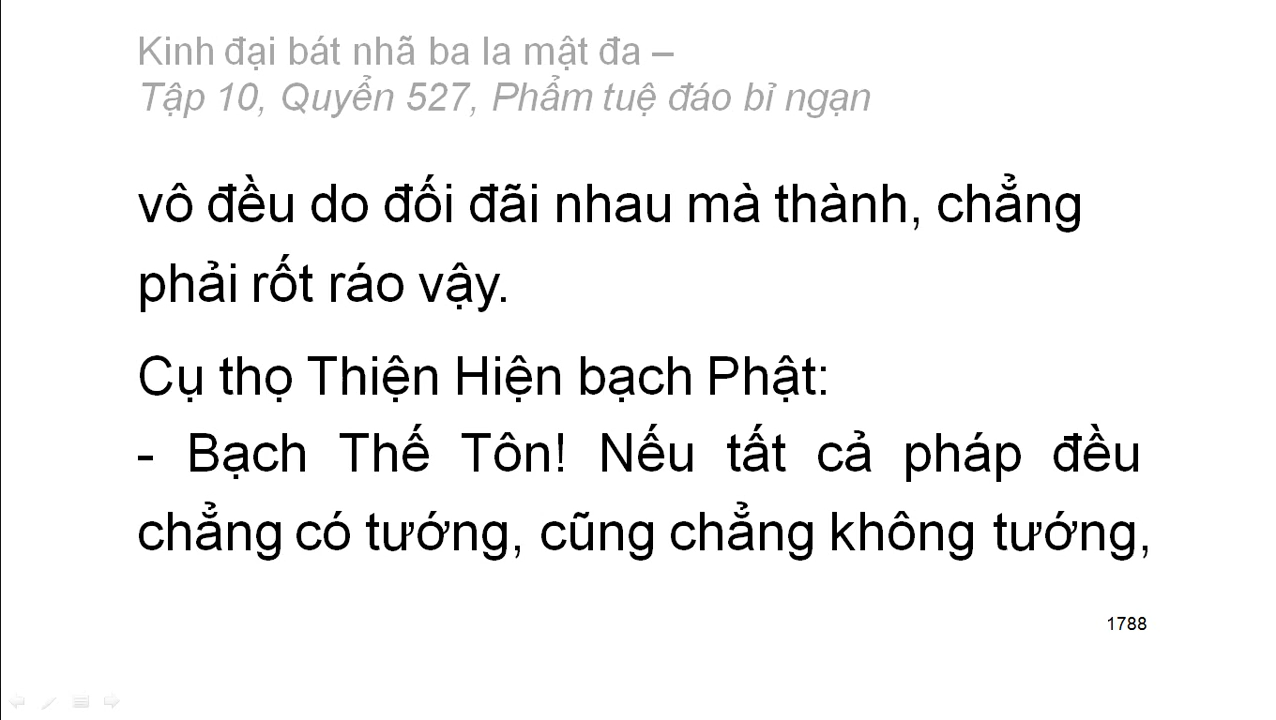 Kinh đại bát nhã ba la mật đa –
Tập 10, Quyển 527, Phẩm tuệ đáo bỉ ngạn
vô đều do đối đãi nhau mà thành, chẳng
phải rốt ráo vậy.
Cụ thọ Thiện Hiện bạch Phật:
- Bạch Thế Tôn! Nếu tất cả pháp đều
chẳng có tướng, cũng chẳng không tướng,
1788